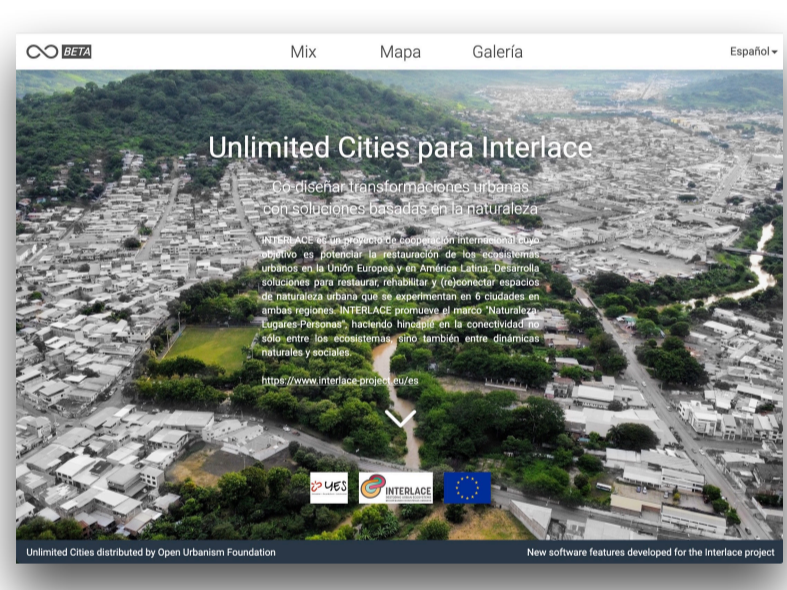 BETA
Mix
Mapa
Galería
Español
Unlimited Cities para Interlace
Co-diseñar transformaciones urbanas
con soluciones basadas en la naturaleza
INTERLACE es un proyecto de cooperación internacional cuyo
objetivo es potenciar la restauración de los ecosistemas
urbanos en la Unión Europea y en América Latina. Desarrolla
soluciones para restaurar, rehabilitar y (re)conectar espacios
de naturaleza urbana que se experimentan en 6 ciudades en
ambas regiones. INTERLACE promueve el marco "Naturaleza-
Lugares-Personas", haciendo hincapié en la conectividad no
sólo entre los ecosistemas, sino también entre dinámicas
naturales y sociales.
https://www.interlace-project.eu/es
YES
INTERLACE
Unlimited Cities distributed by Open Urbanism Foundation
New software features developed for the Interlace project